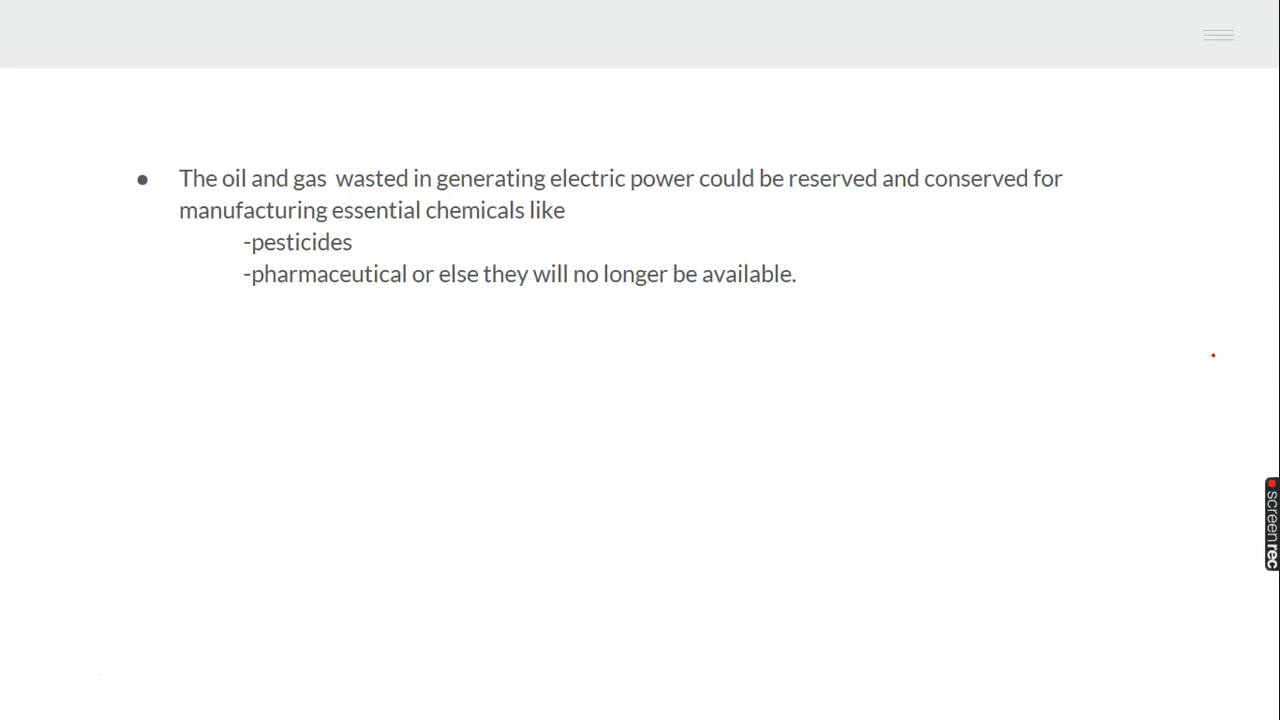 ● The oil and gas  wasted in generating electric power could be reserved and conserved for
manufacturing essential chemicals like
-pesticides
-pharmaceutical or else they will no longer be available.
screenrec